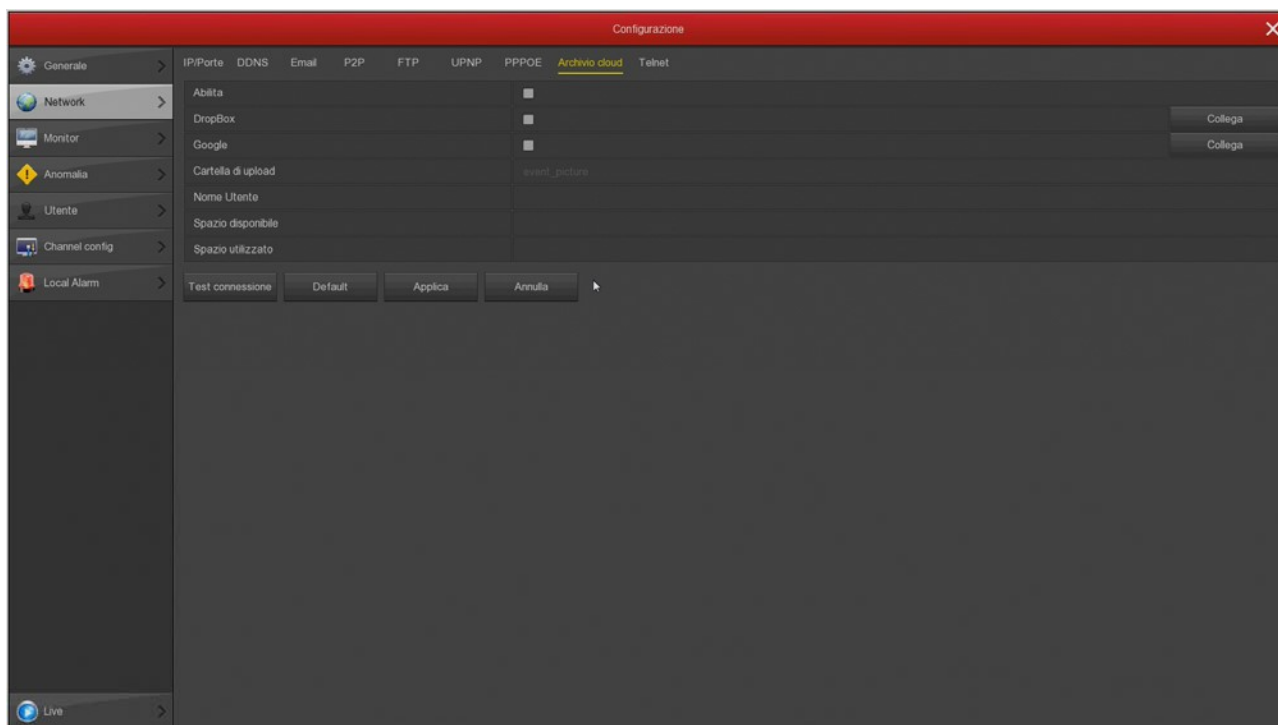 Configurazione
Generale
Network
Monitor
Anomalia
Utente
Channel config
Local Alarm
Live
IP/Porte DDNS Email P2P FTP UPNP PPPOE Archivio cloud Telnet
Abilita
DropBox Collega
Google Collega
Cartella di upload event_picture
Nome Utente
Spazio disponibile
Spazio utilizzato
Test connessione Default Applica Annulla